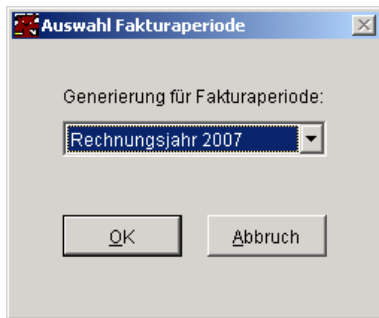 Auswahl Fakturaperiode
Generierung für Fakturaperiode:
Rechnungsjahr 2007
OK Abbruch